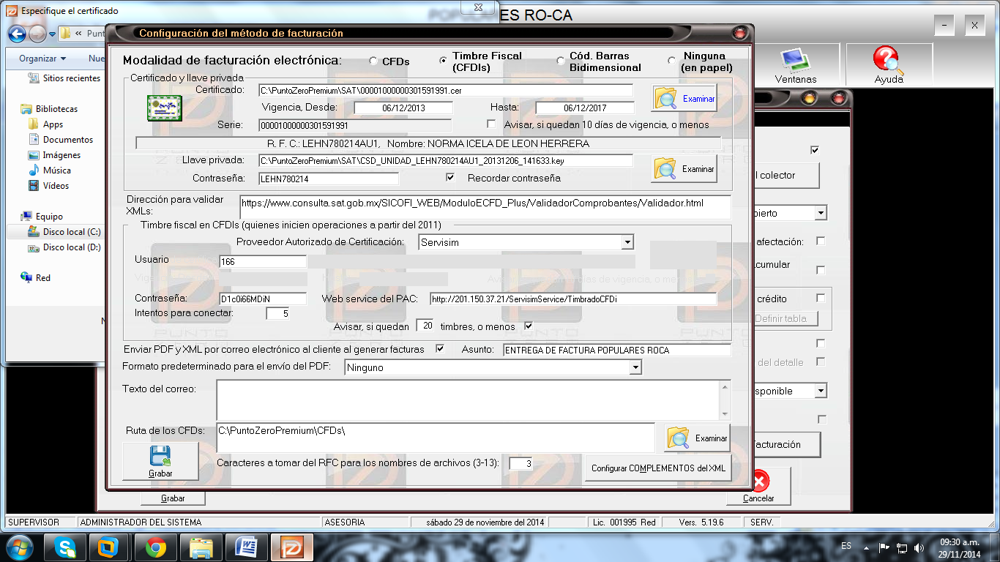 Especifique el certificado
POPULARES RO-CA
Punt
Organizar
Nue
Sitios recientes
Bibliotecas
Apps
Documentos
Imágenes
Música
Vídeos
Equipo
Disco local (C:)
Disco local (D:)
Red
N
Configuración del método de facturación
Modalidad de facturación electrónica:
CFDs
Timbre Fiscal (CFDIs)
Cód. Barras Bidimensional
Ninguna (en papel)
Certificado y llave privada
Certificado: C:\PuntoZeroPremium\SAT\00001000000301591991.cer
Examinar
Vigencia, Desde: 06/12/2013 Hasta: 06/12/2017
Serie: 00001000000301591991
Avisar, si quedan 10 días de vigencia, o menos
R. F. C.: LEHN780214AU1, Nombre: NORMA ICELA DE LEON HERRERA
Llave privada: C:\PuntoZeroPremium\SAT\CSD_UNIDAD_LEHN780214AU1_20131206_141633.key
Examinar
Contraseña: LEHN780214
Recordar contraseña
Dirección para validar XMLs: https://www.consulta.sat.gob.mx/SICOFI_WEB/ModuloECFD_Plus/ValidadorComprobantes/Validador.html
Timbre fiscal en CFDIs (quienes inicien operaciones a partir del 2011)
Proveedor Autorizado de Certificación: Servisim
Usuario 166
Contraseña: D1c0i66MDiN Web service del PAC: http://201.150.37.21/ServisimService/TimbradoCFDi
Intentos para conectar: 5
Avisar, si quedan 20 timbres, o menos
Enviar PDF y XML por correo electrónico al cliente al generar facturas
Asunto: ENTREGA DE FACTURA POPULARES ROCA
Formato predeterminado para el envío del PDF: Ninguno
Texto del correo:
Ruta de los CFDs: C:\PuntoZeroPremium\CFDs\
Examinar
Grabar
Caracteres a tomar del RFC para los nombres de archivos (3-13): 3
Configurar COMPLEMENTOS del XML
Ventanas
Ayuda
l colector
bierto
afectación:
cumular
crédito
Definir tabla
del detalle
sponible
acturación
Grabar
Cancelar
SUPERVISOR ADMINISTRADOR DEL SISTEMA ASESORIA sábado 29 de noviembre del 2014 Lic. 001995 Red Vers. 5.19.6 SERV.
ES
09:30 a.m.
29/11/2014